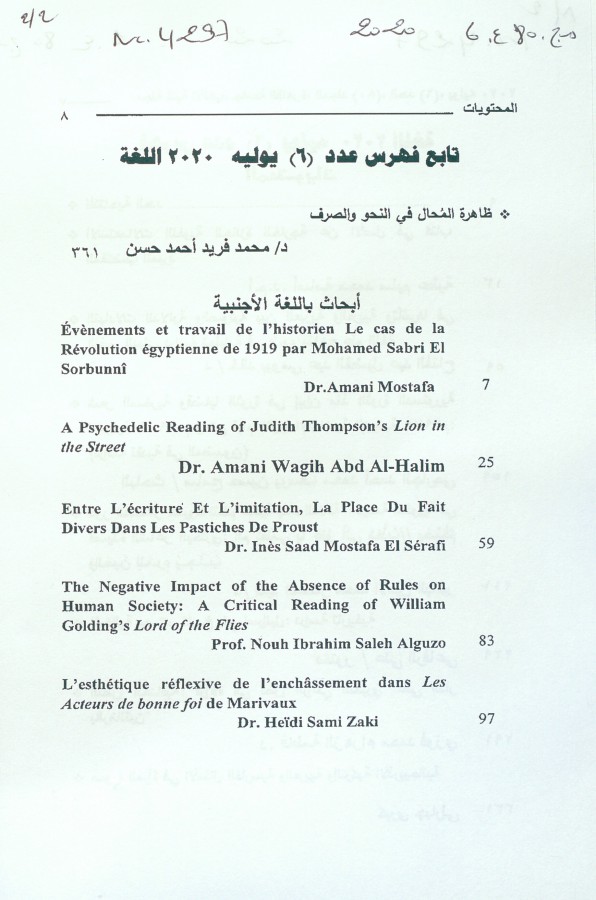 2/2
Nr. 4297
2020
مج. 80 ع. 6
المحتويات ٨
تابع فهرس عدد (٦) يوليه ٢٠٢٠ اللغة
❖ ظاهرة المُحال في النحو والصرف
د/ محمد فريد أحمد حسن ٣٦١
أبحاث باللغة الأجنبية
Évènements et travail de l'historien Le cas de la
Révolution égyptienne de 1919 par Mohamed Sabri El
Sorbunnî
Dr.Amani Mostafa 7
A Psychedelic Reading of Judith Thompson's Lion in
the Street
Dr. Amani Wagih Abd Al-Halim 25
Entre L'écriture Et L'imitation, La Place Du Fait
Divers Dans Les Pastiches De Proust
Dr. Inès Saad Mostafa El Sérafi 59
The Negative Impact of the Absence of Rules on
Human Society: A Critical Reading of William
Golding's Lord of the Flies
Prof. Nouh Ibrahim Saleh Alguzo 83
L'esthétique réflexive de l'enchâssement dans Les
Acteurs de bonne foi de Marivaux
Dr. Heïdi Sami Zaki 97